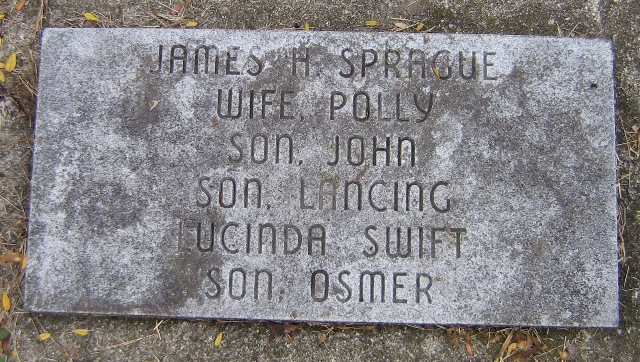 JAMES H. SPRAGUE
WIFE, POLLY
SON, JOHN
SON, LANCING
LUCINDA SWIFT
SON, OSMER